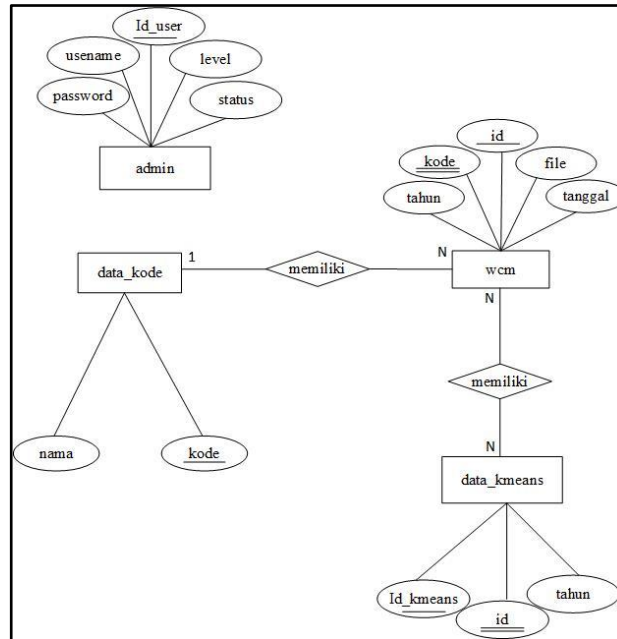 Id_user
usename
level
password
status
admin
id
kode
file
tahun
tanggal
data_kode
1
memiliki
N
wcm
N
memiliki
N
nama
kode
data_kmeans
Id_kmeans
id
tahun